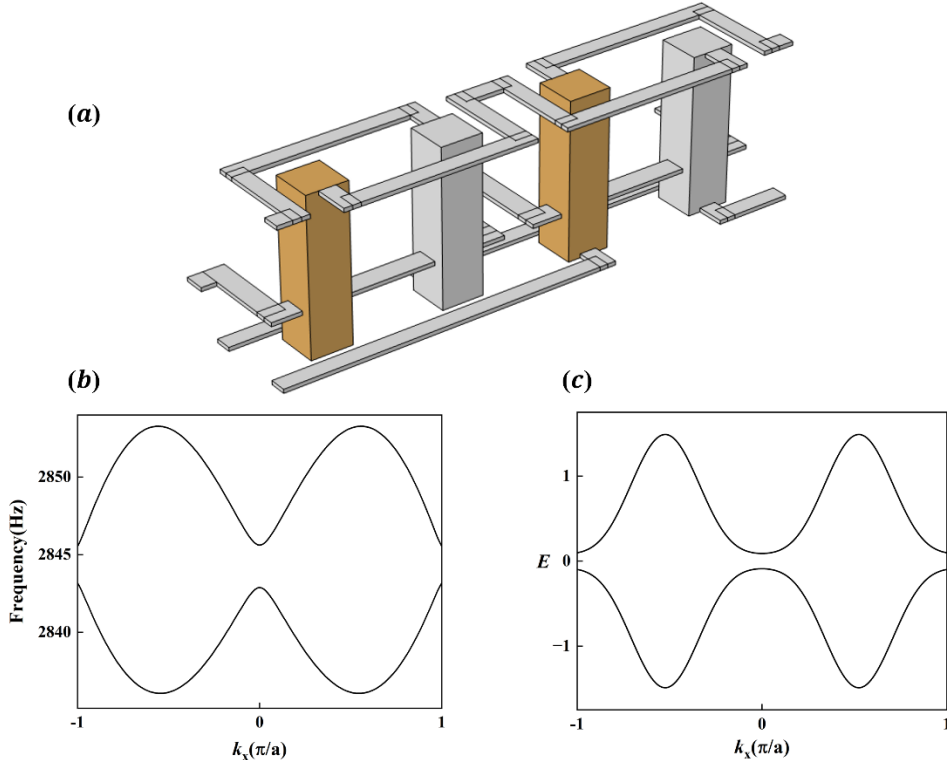 (a)
(b)
Frequency(Hz)
2850
2845
2840
-1
0
1
kx(π/a)
(c)
E
1
0
−1
-1
0
1
kx(π/a)